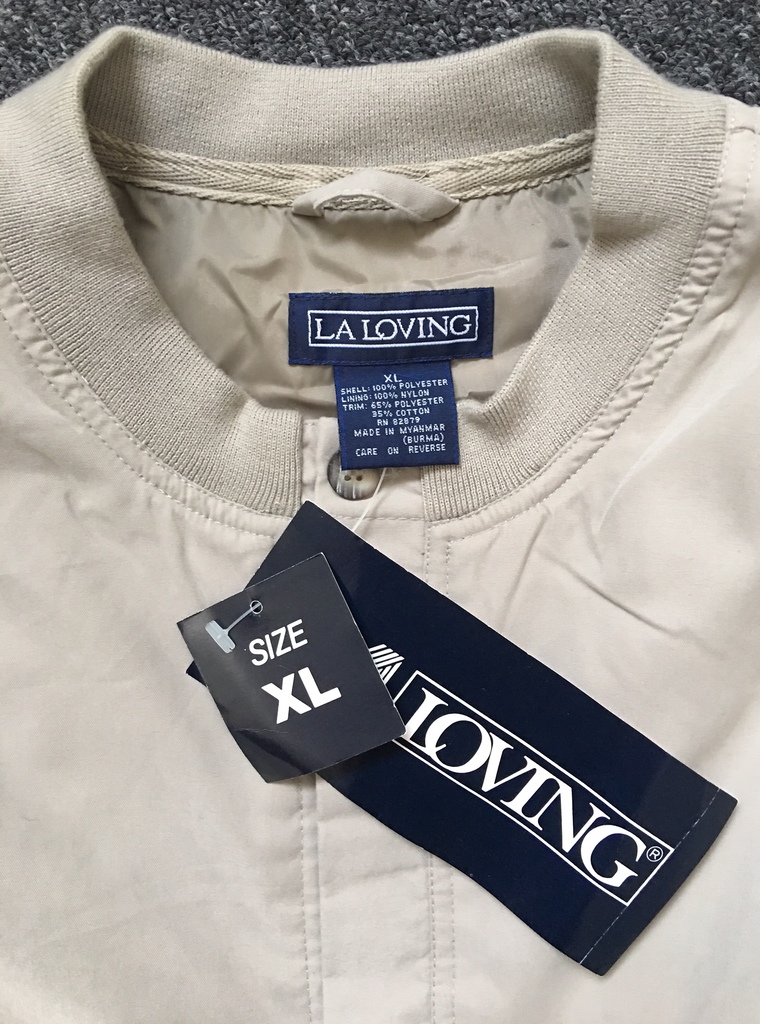 LA LOVING
XL
SHELL: 100% POLYESTER
LINING: 100% NYLON
TRIM: 65% POLYESTER
35% COTTON
RN 82879
MADE IN MYANMAR
(BURMA)
CARE ON REVERSE
SIZE
XL
LOVING®